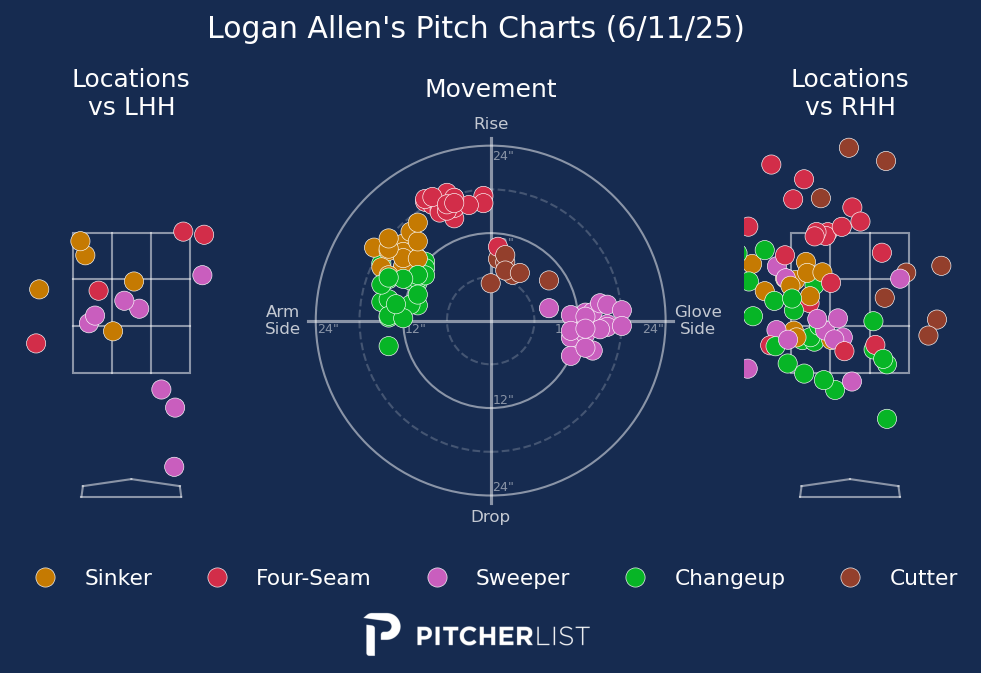 Logan Allen's Pitch Charts (6/11/25)
Locations
vs LHH
Movement
Locations
vs RHH
Rise
24"
Arm
Side
24"
12"
24"
Glove
Side
12"
24"
Drop
Sinker
Four-Seam
Sweeper
Changeup
Cutter
PITCHERLIST